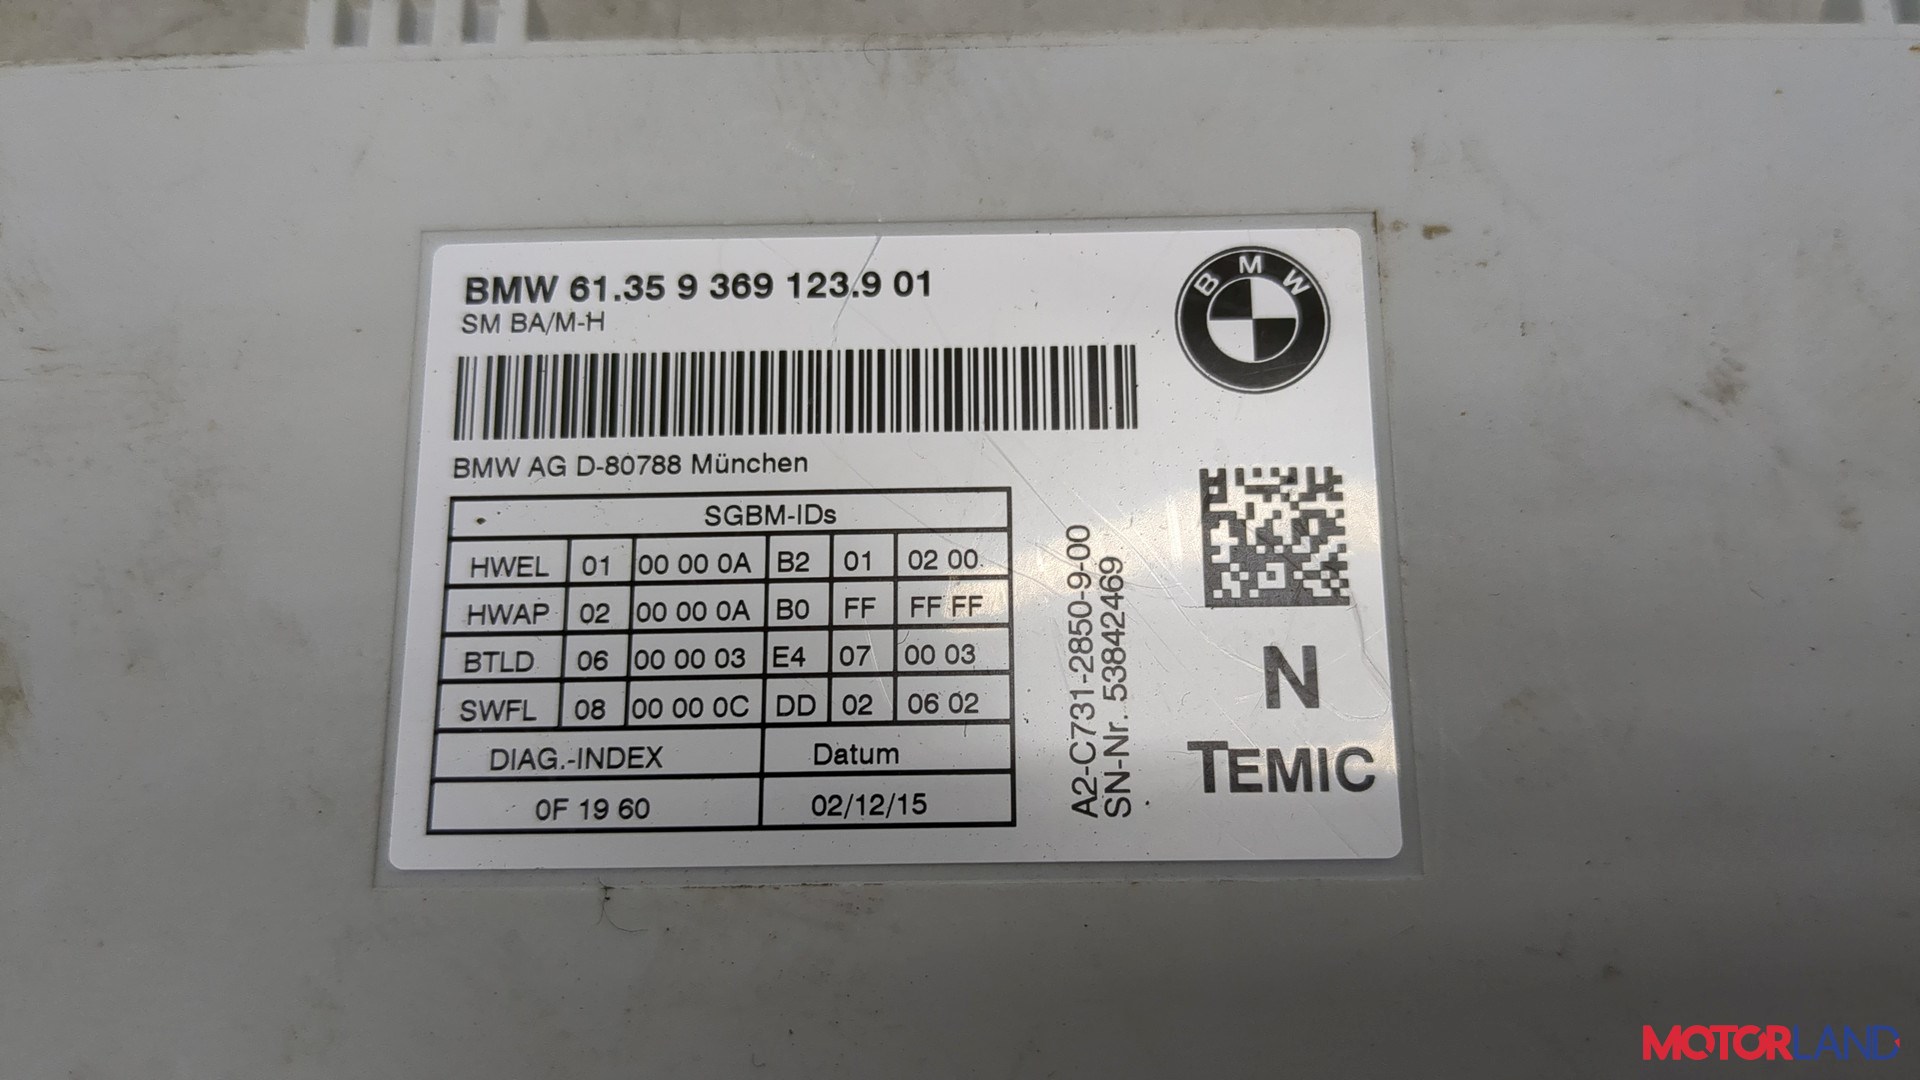 BMW 61.35 9 369 123.9 01
SM BA/M-H
BMW
BMW AG D-80788 München
SGBM-IDs
HWEL 01 00 00 0A B2 01 02 00
HWAP 02 00 00 0A B0 FF FF FF
BTLD 06 00 00 03 E4 07 00 03
SWFL 08 00 00 0C DD 02 06 02
DIAG.-INDEX Datum
0F 19 60 02/12/15
A2-C731-2850-9-00
SN-Nr. 53842469
N
TEMIC
MOTORLAND